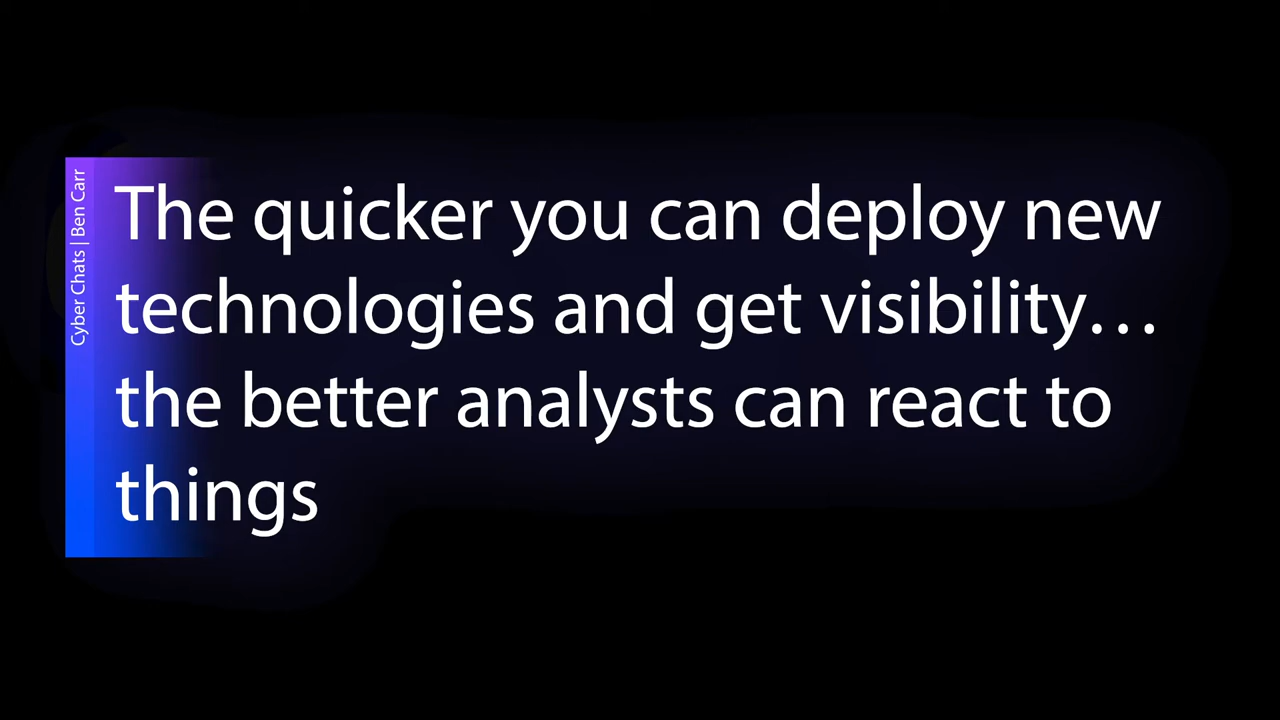 Cyber Chats | Ben Carr
The quicker you can deploy new
technologies and get visibility…
the better analysts can react to
things